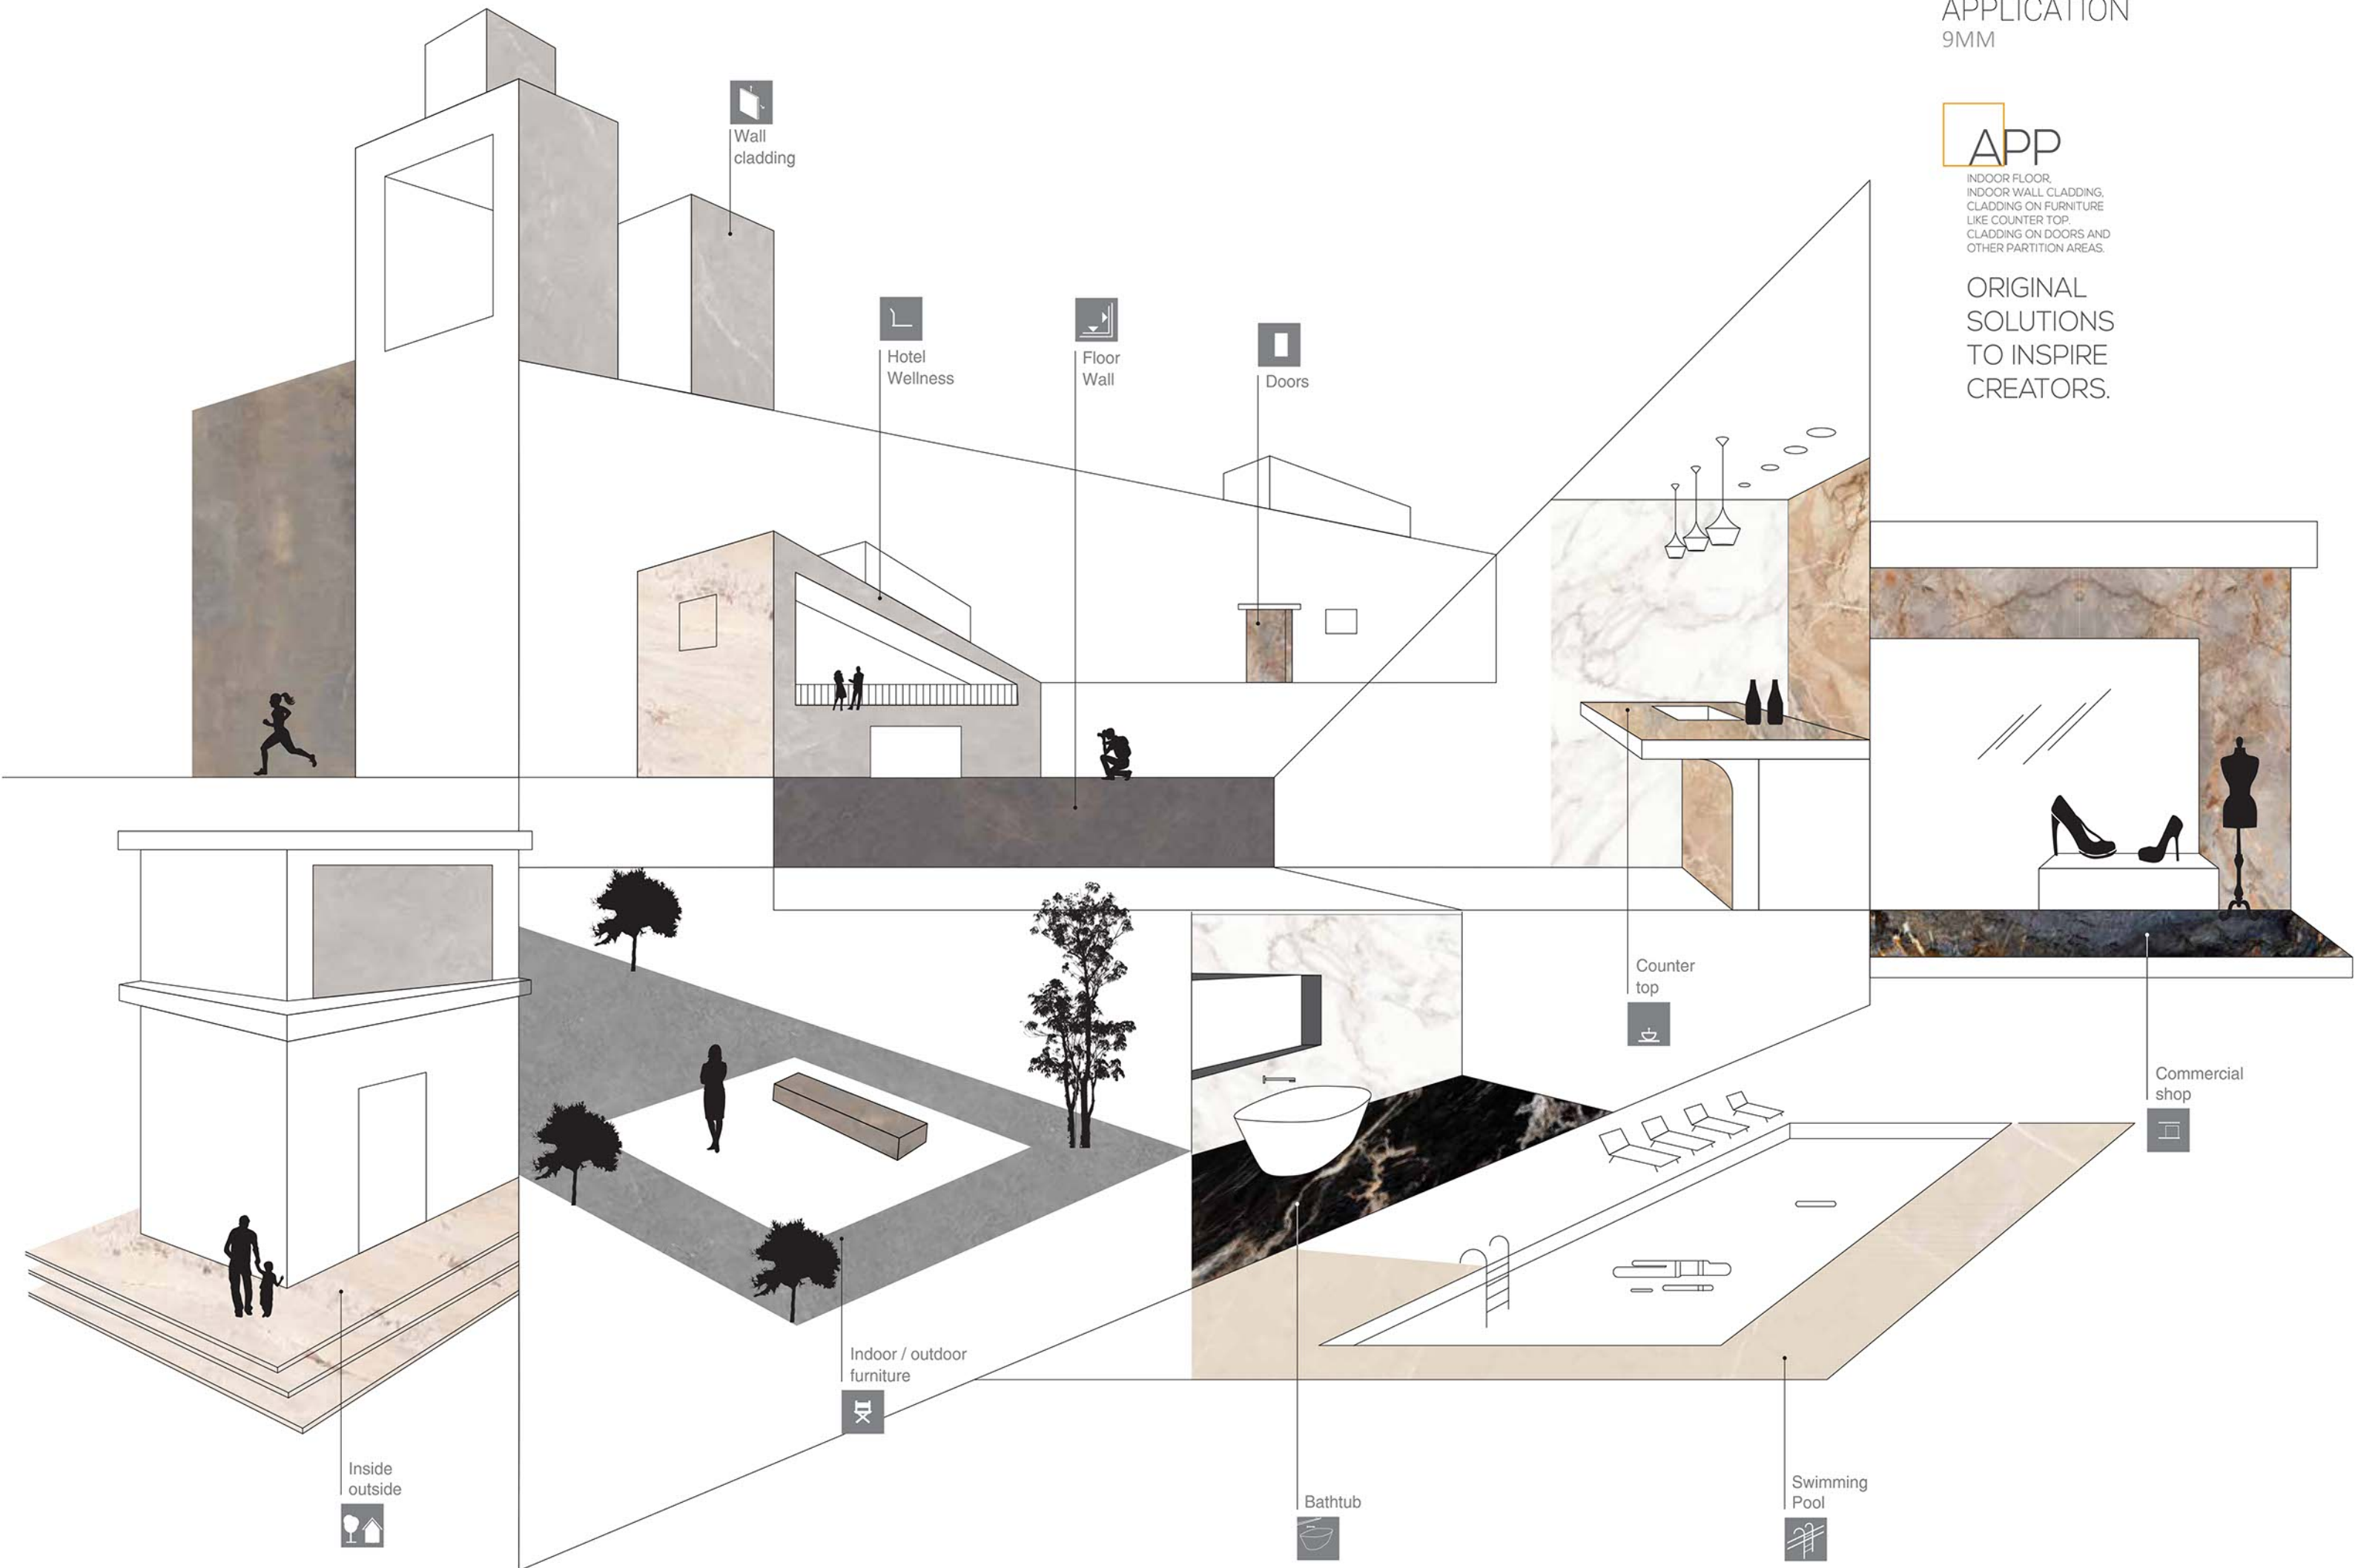 APPLICATION
9MM
APP
INDOOR FLOOR,
INDOOR WALL CLADDING,
CLADDING ON FURNITURE
LIKE COUNTER TOP.
CLADDING ON DOORS AND
OTHER PARTITION AREAS.
ORIGINAL
SOLUTIONS
TO INSPIRE
CREATORS.
Wall
cladding
Hotel
Wellness
Floor
Wall
Doors
Counter
top
Commercial
shop
Indoor / outdoor
furniture
Inside
outside
Bathtub
Swimming
Pool